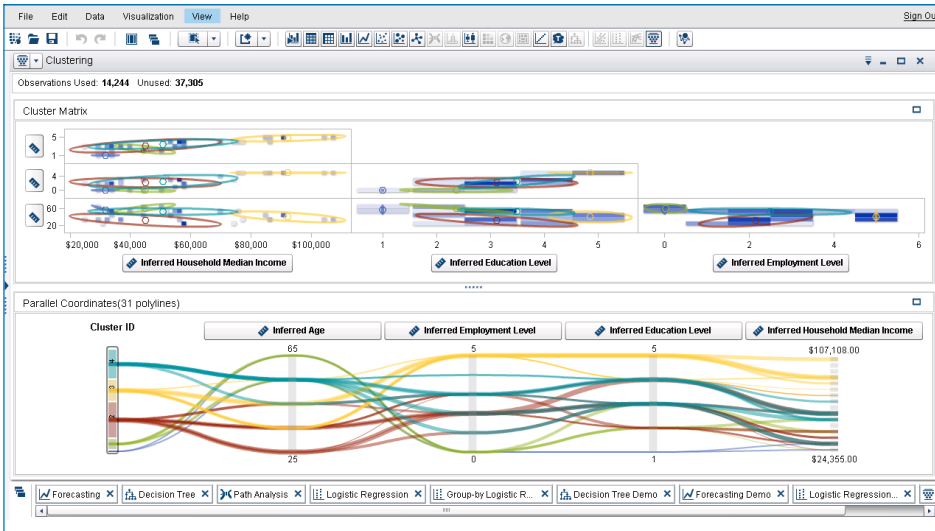 File Edit Data Visualization View Help Sign Ou
Clustering
Observations Used: 14,244 Unused: 37,305
Cluster Matrix
5
1
4
0
60
20
$20,000 $40,000 $60,000 $80,000 $100,000 1 2 3 4 5 0 2 4 6
Inferred Household Median Income Inferred Education Level Inferred Employment Level
Parallel Coordinates(31 polylines)
Cluster ID Inferred Age Inferred Employment Level Inferred Education Level Inferred Household Median Income
65 5 5 $107,108.00
4
3
2
25 0 1 $24,355.00
Forecasting Decision Tree Path Analysis Logistic Regression Group-by Logistic R... Decision Tree Demo Forecasting Demo Logistic Regression...